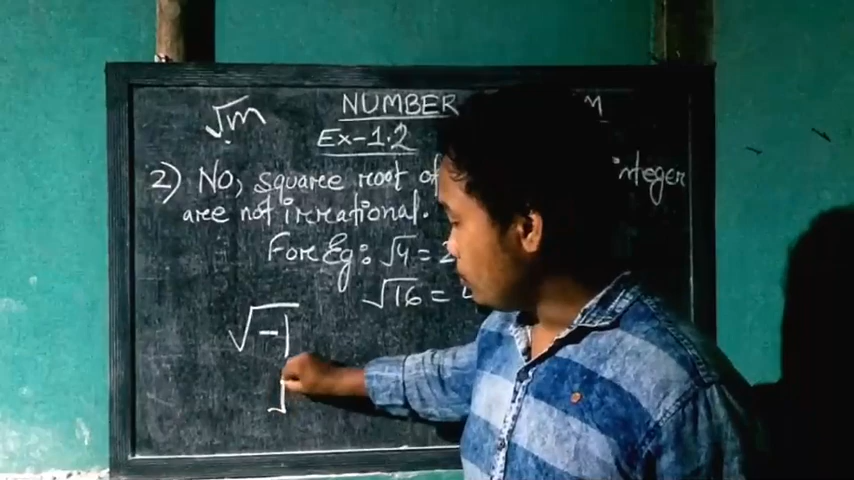 √m NUMBER m
Ex-1.2
2) No, square root of integer
are not irrational.
For Eg: √4 = 2
√16 = 4
√-1